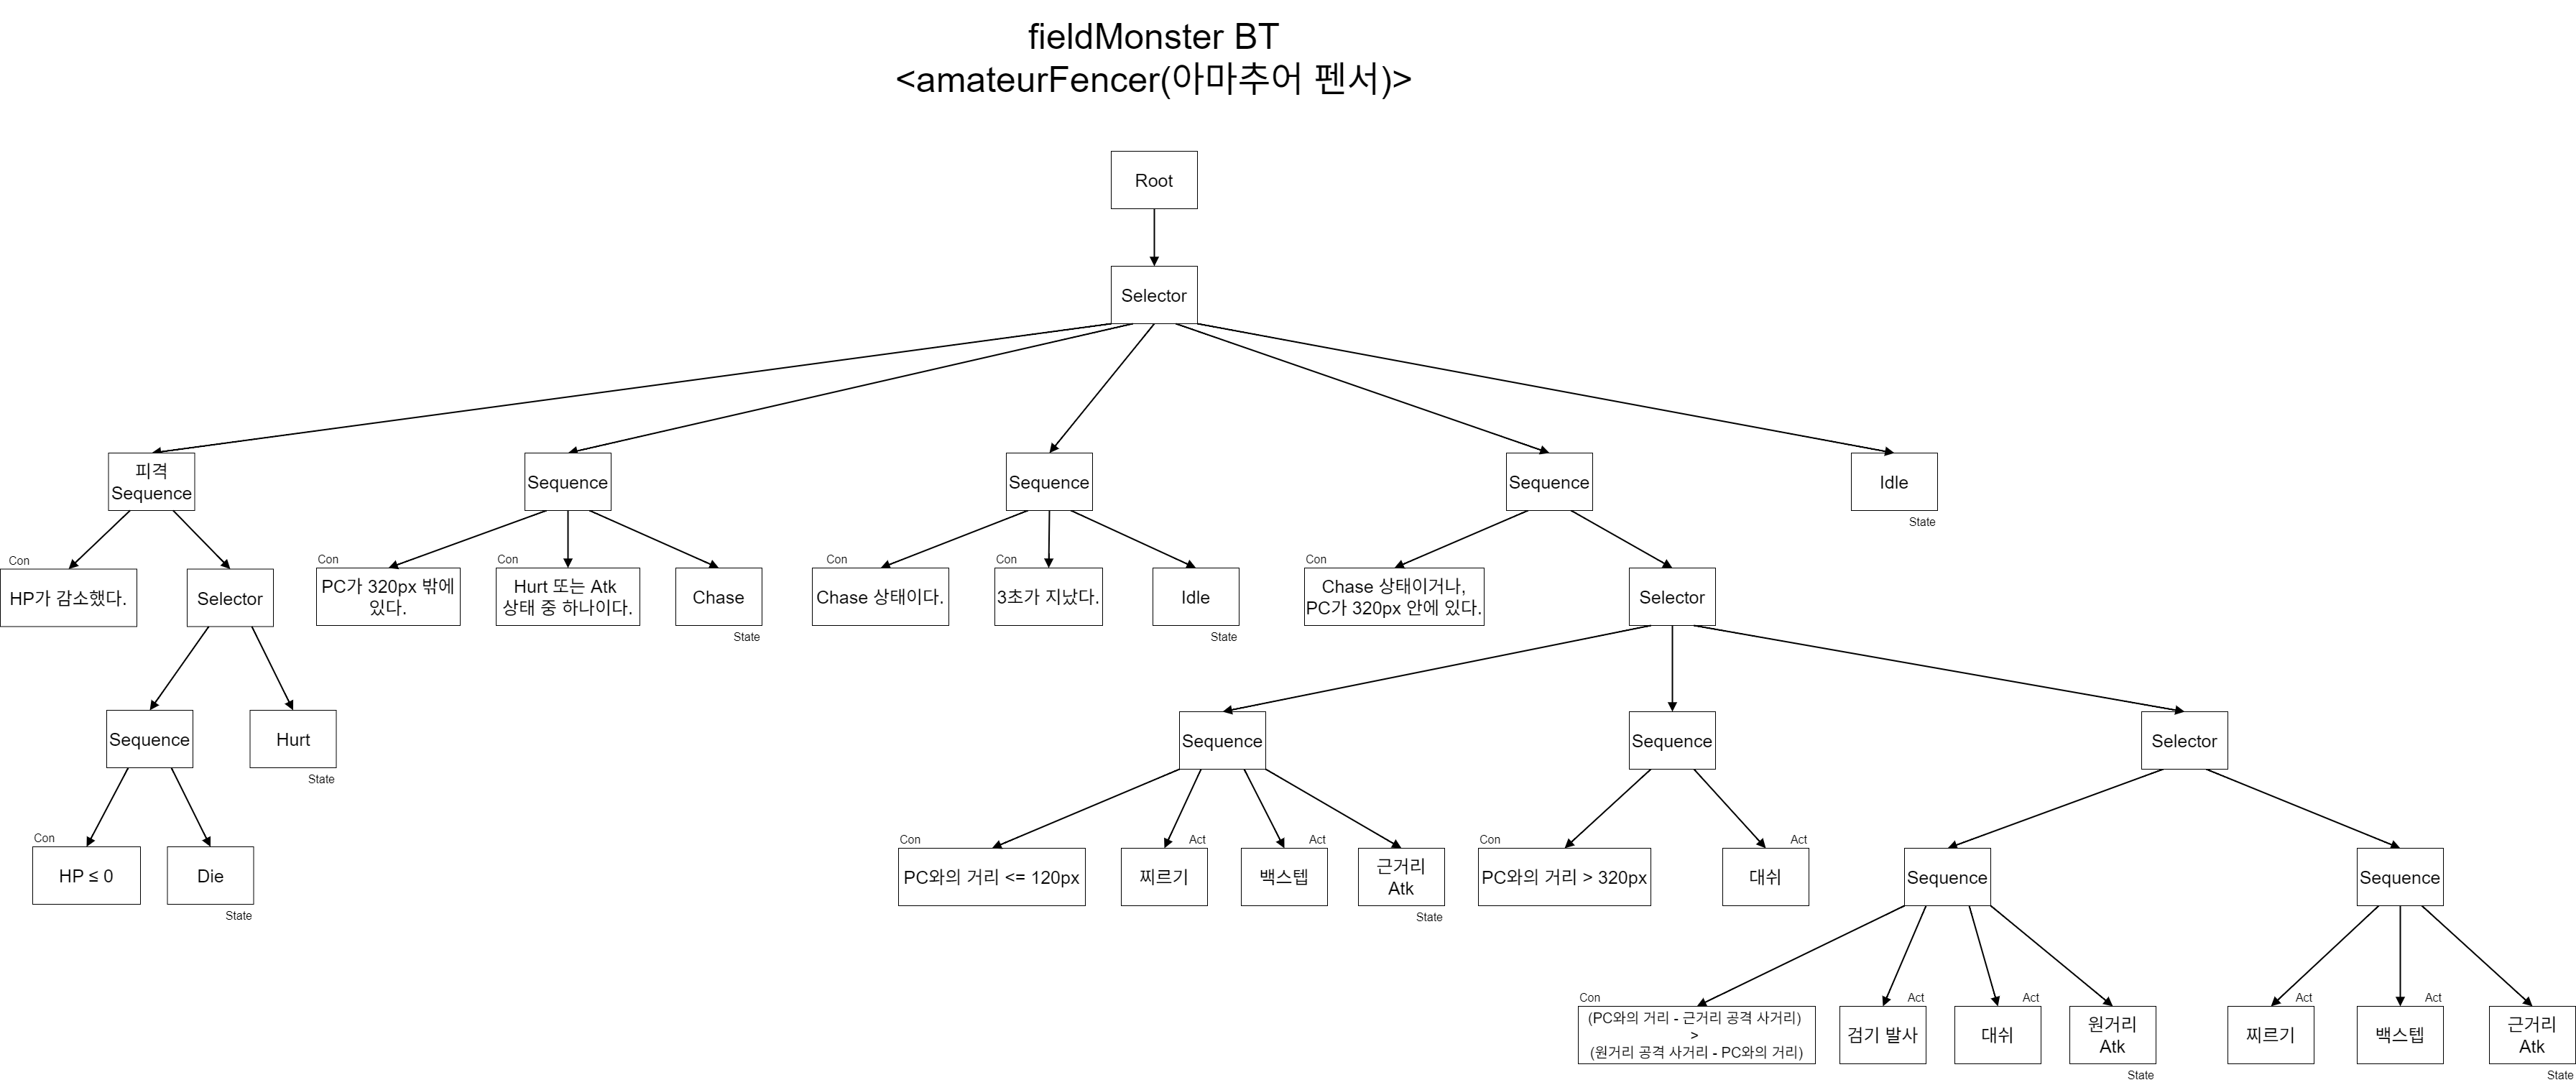 fieldMonster BT
<amateurFencer(아마추어 펜서)>
Root
Selector
피격
Sequence
Sequence
Sequence
Sequence
Idle
State
Con
HP가 감소했다.
Selector
Con
PC가 320px 밖에
있다.
Con
Hurt 또는 Atk
상태 중 하나이다.
Chase
State
Con
Chase 상태이다.
Con
3초가 지났다.
Idle
State
Con
Chase 상태이거나,
PC가 320px 안에 있다.
Selector
Sequence
Hurt
State
Sequence
Sequence
Selector
Con
HP ≤ 0
Die
State
Con
PC와의 거리 <= 120px
Act
찌르기
Act
백스텝
근거리
Atk
State
Con
PC와의 거리 > 320px
Act
대쉬
Sequence
Sequence
Con
(PC와의 거리 - 근거리 공격 사거리)
>
(원거리 공격 사거리 - PC와의 거리)
Act
검기 발사
Act
대쉬
원거리
Atk
State
Act
찌르기
Act
백스텝
근거리
Atk
State